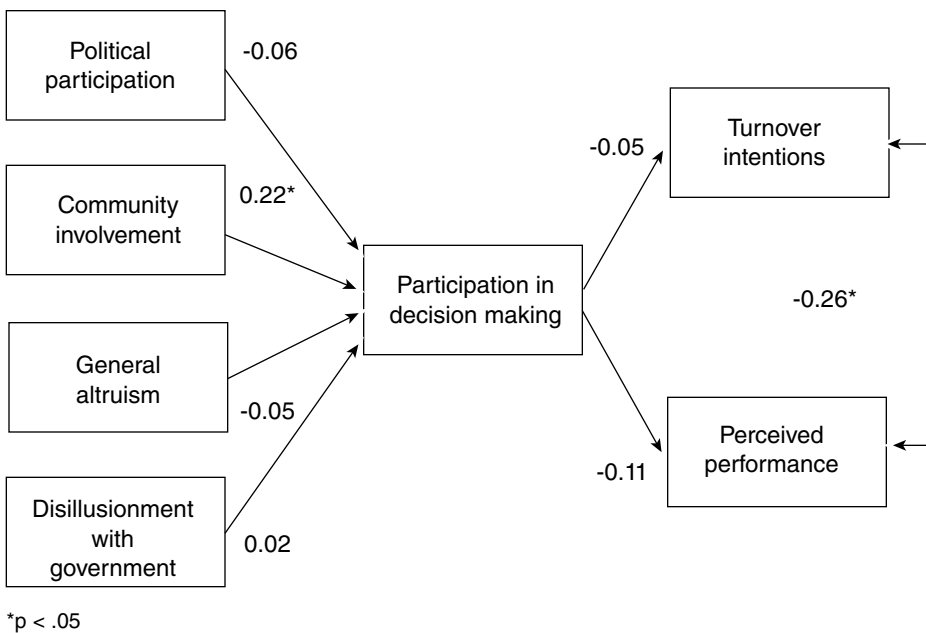 Political
participation
-0.06
Community
involvement
0.22*
General
altruism
-0.05
Disillusionment
with
government
0.02
Participation in
decision making
-0.05
Turnover
intentions
-0.26*
-0.11
Perceived
performance
*p < .05